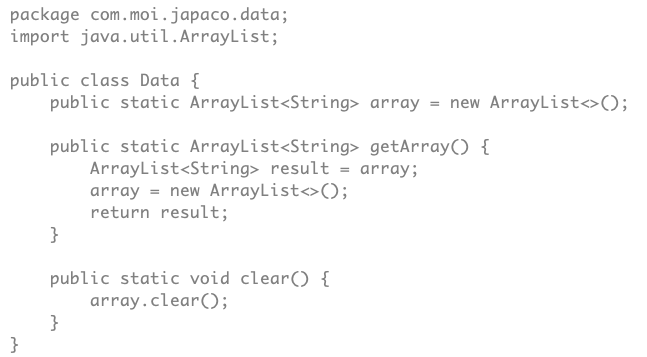 package com.moi.japaco.data;
import java.util.ArrayList;

public class Data {
    public static ArrayList<String> array = new ArrayList<>();

    public static ArrayList<String> getArray() {
        ArrayList<String> result = array;
        array = new ArrayList<>();
        return result;
    }

    public static void clear() {
        array.clear();
    }
}